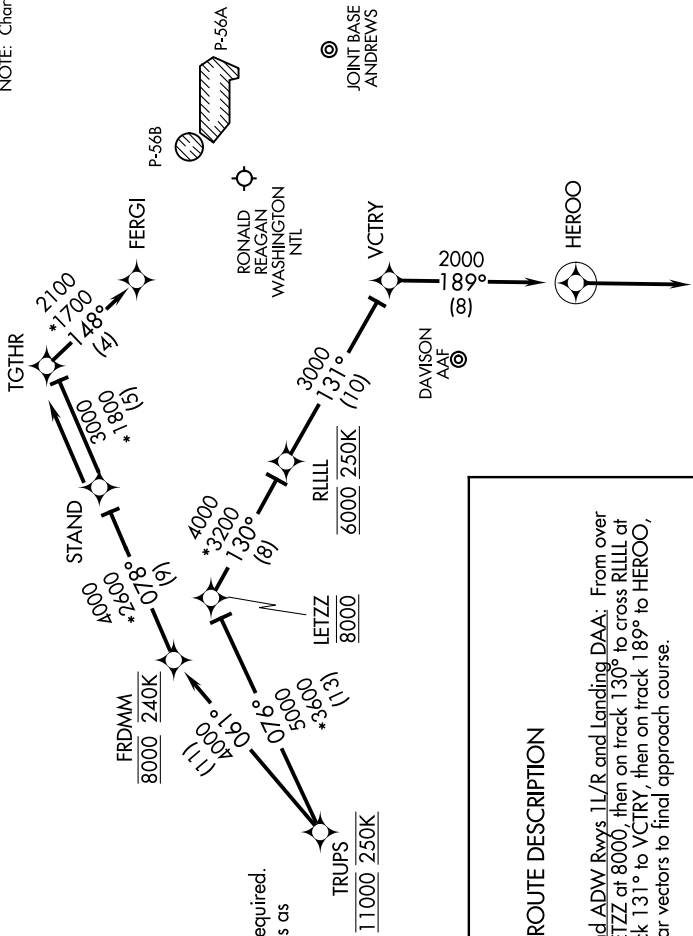 NOTE: Char
P-56A
P-56B
JOINT BASE
ANDREWS
RONALD
REAGAN
WASHINGTON
NTL
TGTHR
2100
*1700
148°
(4)
FERGI
3000
*1800
(5)
STAND
4000
*2600
078°
(9)
FRDMM
8000 240K
4000
061°
(11)
076°
5000
*3600
(13)
TRUPS
11000 250K
LETZZ
8000
4000
*3200
130°
(8)
RLLLL
6000 250K
3000
131°
(10)
VCTRY
2000
189°
(8)
HEROO
DAVISON
AAF
equired.
s as
ROUTE DESCRIPTION
nd ADW Rwys 1L/R and Landing DAA: From over
ETZZ at 8000, then on track 130° to cross RLLLL at
ck 131° to VCTRY, then on track 189° to HEROO,
ar vectors to final approach course.